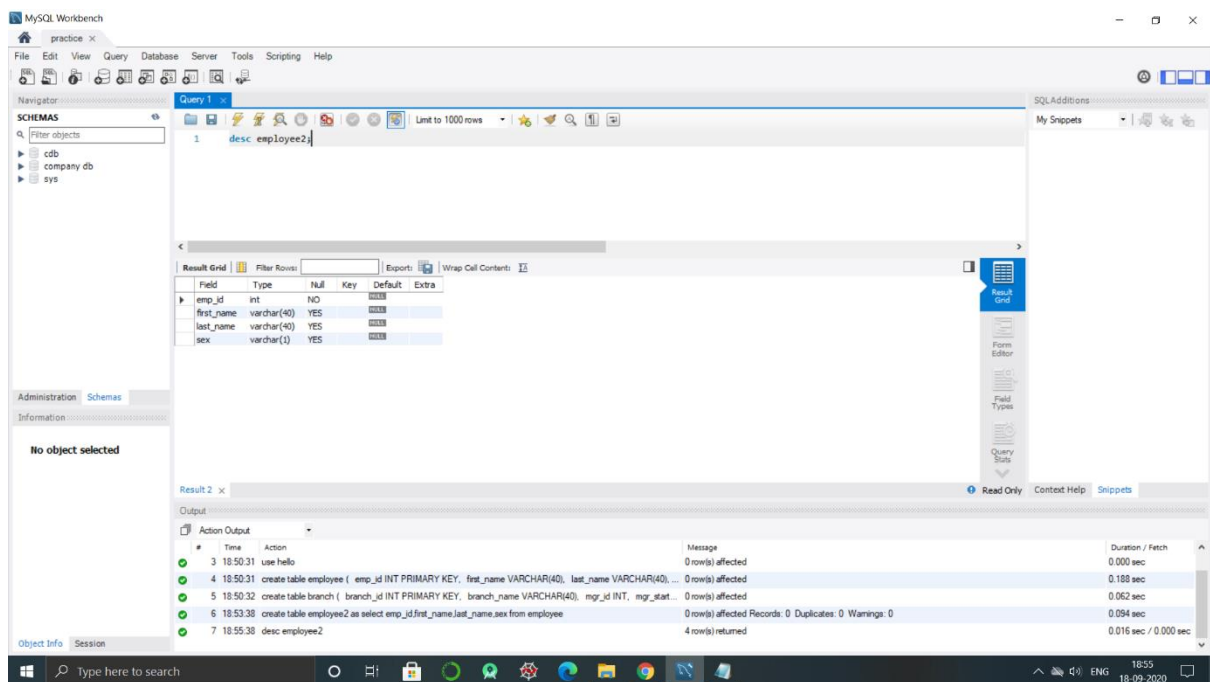 MySQL Workbench
practice ×
File Edit View Query Database Server Tools Scripting Help
Navigator
Query 1 ×
SQLAdditions
SCHEMAS
Filter objects
cdb
company db
sys
Limit to 1000 rows
My Snippets
1 desc employee2;
Result Grid Filter Rows: Export: Wrap Cell Content:
Field Type Null Key Default Extra
emp_id int NO NULL
first_name varchar(40) YES NULL
last_name varchar(40) YES NULL
sex varchar(1) YES NULL
Result
Grid
Form
Editor
Field
Types
Query
Stats
Administration Schemas
Information
No object selected
Result 2 ×
Read Only Context Help Snippets
Output
Action Output
# Time Action Message Duration / Fetch
3 18:50:31 use hello 0 row(s) affected 0.000 sec
4 18:50:31 create table employee ( emp_id INT PRIMARY KEY, first_name VARCHAR(40), last_name VARCHAR(40), ... 0 row(s) affected 0.188 sec
5 18:50:32 create table branch ( branch_id INT PRIMARY KEY, branch_name VARCHAR(40), mgr_id INT, mgr_start... 0 row(s) affected 0.062 sec
6 18:53:38 create table employee2 as select emp_id,first_name,last_name,sex from employee 0 row(s) affected Records: 0 Duplicates: 0 Warnings: 0 0.094 sec
7 18:55:38 desc employee2 4 row(s) returned 0.016 sec / 0.000 sec
Object Info Session
Type here to search
ENG
18:55
18-09-2020